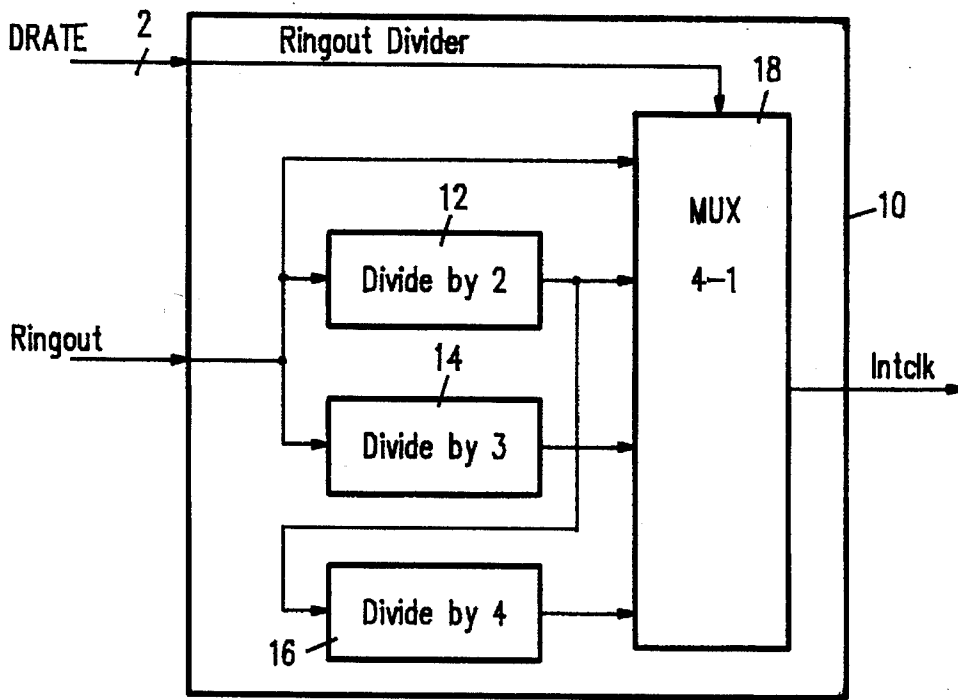 DRATE
2
Ringout Divider
18
12
MUX
4-1
10
Divide by 2
Ringout
14
Intclk
Divide by 3
Divide by 4
16